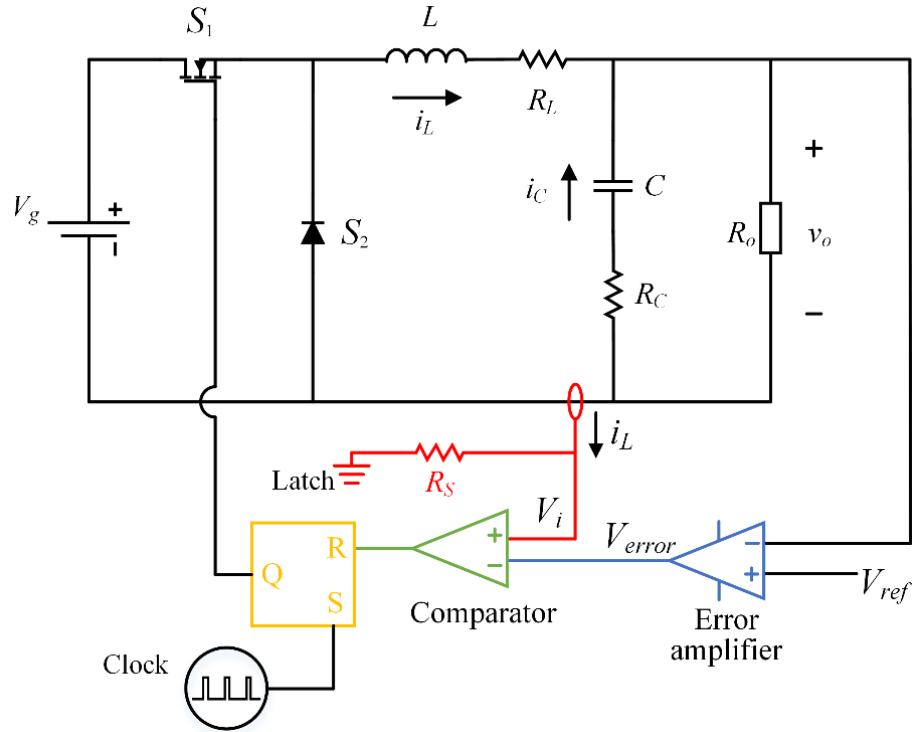 S1
L
RL
iL
Vg
+
−
S2
iC
C
RC
Ro
+
vo
−
iL
Latch
RS
Vi
Verror
R
Q
S
+
−
Comparator
−
+
Vref
Error
amplifier
Clock